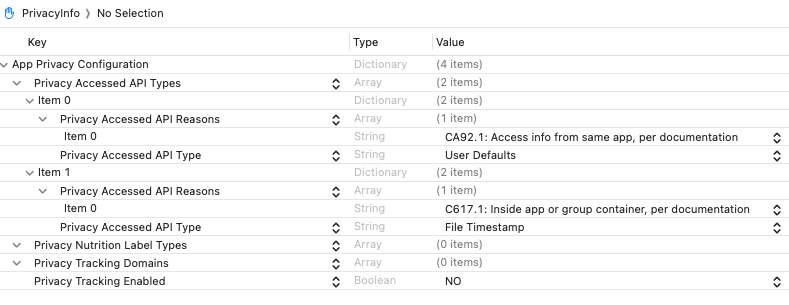 PrivacyInfo 〉 No Selection
Key Type Value
App Privacy Configuration Dictionary (4 items)
Privacy Accessed API Types Array (2 items)
Item 0 Dictionary (2 items)
Privacy Accessed API Reasons Array (1 item)
Item 0 String CA92.1: Access info from same app, per documentation
Privacy Accessed API Type String User Defaults
Item 1 Dictionary (2 items)
Privacy Accessed API Reasons Array (1 item)
Item 0 String C617.1: Inside app or group container, per documentation
Privacy Accessed API Type String File Timestamp
Privacy Nutrition Label Types Array (0 items)
Privacy Tracking Domains Array (0 items)
Privacy Tracking Enabled Boolean NO